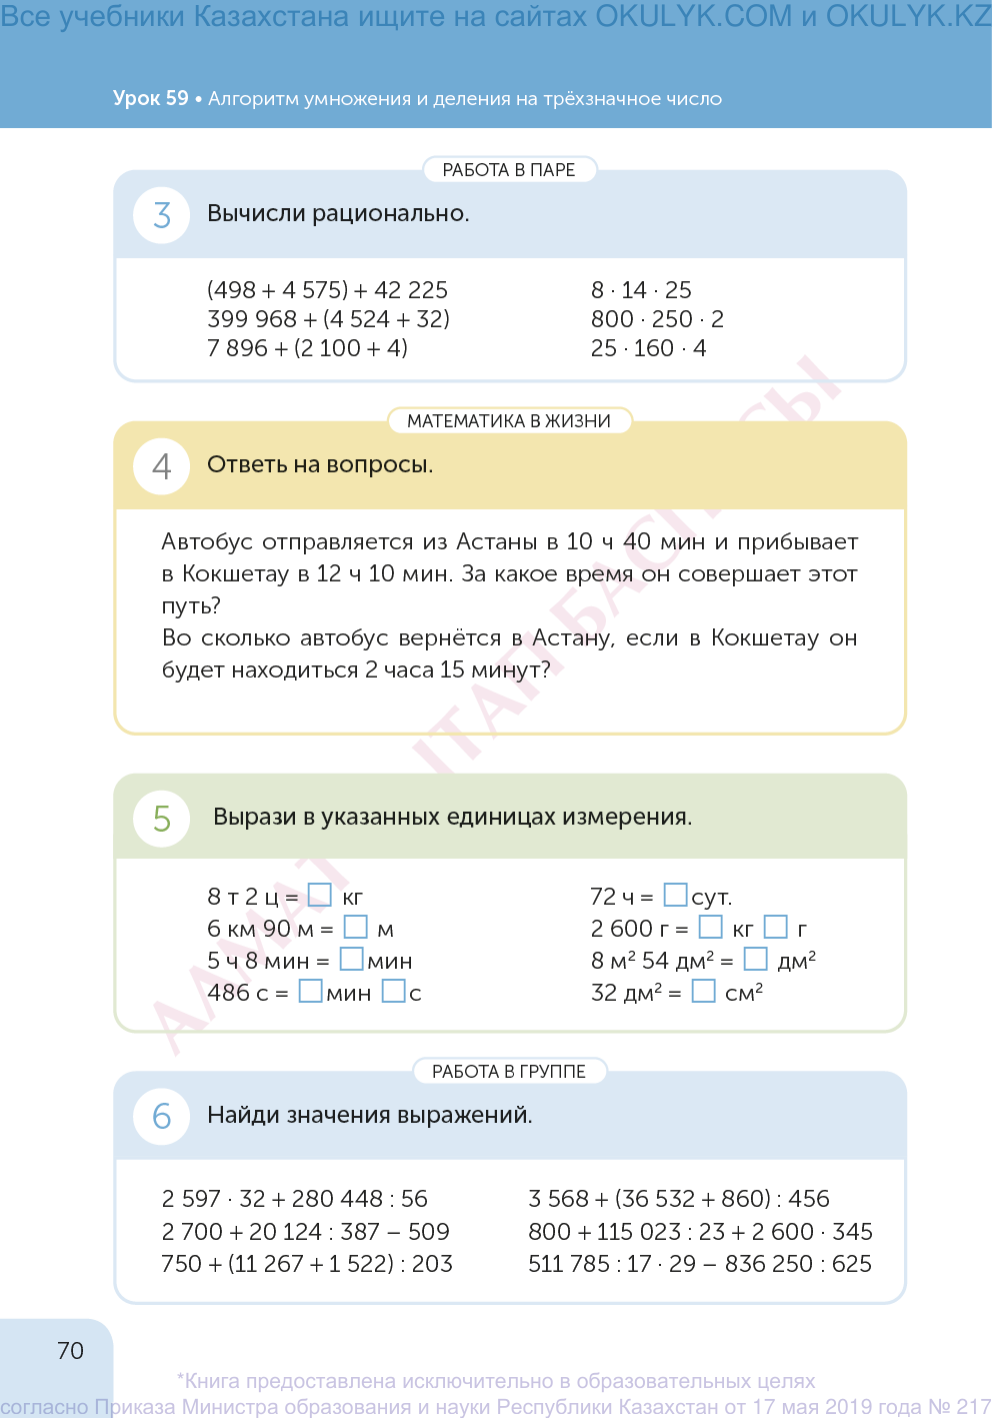 Все учебники Казахстана ищите на сайтах OKULYK.COM и OKULYK.KZ
Урок 59 • Алгоритм умножения и деления на трёхзначное число
РАБОТА В ПАРЕ
3 Вычисли рационально.
(498 + 4 575) + 42 225
399 968 + (4 524 + 32)
7 896 + (2 100 + 4)
8 · 14 · 25
800 · 250 · 2
25 · 160 · 4
МАТЕМАТИКА В ЖИЗНИ
4 Ответь на вопросы.
Автобус отправляется из Астаны в 10 ч 40 мин и прибывает
в Кокшетау в 12 ч 10 мин. За какое время он совершает этот
путь?
Во сколько автобус вернётся в Астану, если в Кокшетау он
будет находиться 2 часа 15 минут?
5 Вырази в указанных единицах измерения.
8 т 2 ц = □ кг
6 км 90 м = □ м
5 ч 8 мин = □ мин
486 с = □ мин □ с
72 ч = □ сут.
2 600 г = □ кг □ г
8 м² 54 дм² = □ дм²
32 дм² = □ см²
РАБОТА В ГРУППЕ
6 Найди значения выражений.
2 597 · 32 + 280 448 : 56
2 700 + 20 124 : 387 – 509
750 + (11 267 + 1 522) : 203
3 568 + (36 532 + 860) : 456
800 + 115 023 : 23 + 2 600 · 345
511 785 : 17 · 29 – 836 250 : 625
70
*Книга предоставлена исключительно в образовательных целях
согласно Приказа Министра образования и науки Республики Казахстан от 17 мая 2019 года № 217